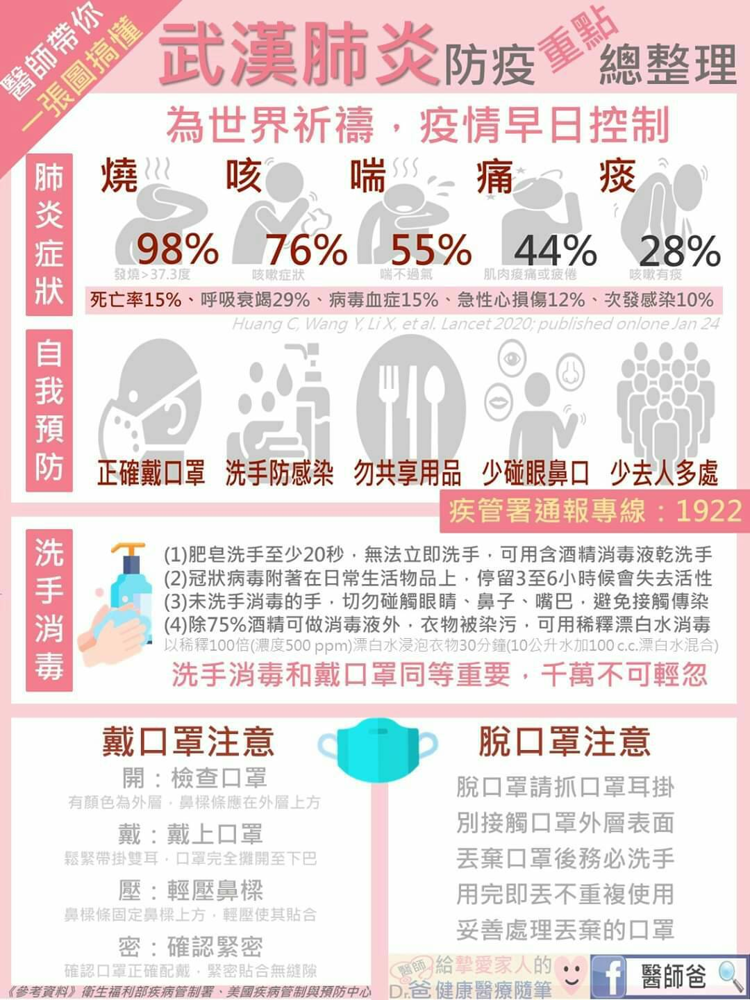 醫師帶你
一張圖搞懂
武漢肺炎防疫重點總整理
為世界祈禱，疫情早日控制
肺炎症狀
燒 咳 喘 痛 痰
98% 76% 55% 44% 28%
發燒>37.3度 咳嗽症狀 喘不過氣 肌肉痠痛或疲倦 咳嗽有痰
死亡率15%、呼吸衰竭29%、病毒血症15%、急性心損傷12%、次發感染10%
Huang C, Wang Y, Li X, et al. Lancet 2020; published onlone Jan 24
自我預防
正確戴口罩 洗手防感染 勿共享用品 少碰眼鼻口 少去人多處
疾管署通報專線：1922
洗手消毒
(1)肥皂洗手至少20秒，無法立即洗手，可用含酒精消毒液乾洗手
(2)冠狀病毒附著在日常生活物品上，停留3至6小時候會失去活性
(3)未洗手消毒的手，切勿碰觸眼睛、鼻子、嘴巴，避免接觸傳染
(4)除75%酒精可做消毒液外，衣物被染污，可用稀釋漂白水消毒
以稀釋100倍(濃度500 ppm)漂白水浸泡衣物30分鐘(10公升水加100 c.c.漂白水混合)
洗手消毒和戴口罩同等重要，千萬不可輕忽
戴口罩注意
開：檢查口罩
有顏色為外層，鼻樑條應在外層上方
戴：戴上口罩
鬆緊帶掛雙耳，口罩完全攤開至下巴
壓：輕壓鼻樑
鼻樑條固定鼻樑上方，輕壓使其貼合
密：確認緊密
確認口罩正確配戴，緊密貼合無縫隙
脫口罩注意
脫口罩請抓口罩耳掛
別接觸口罩外層表面
丟棄口罩後務必洗手
用完即丟不重複使用
妥善處理丟棄的口罩
《參考資料》衛生福利部疾病管制署、美國疾病管制與預防中心
醫師 給摯愛家人的
Dr.爸 健康醫療隨筆
f 醫師爸